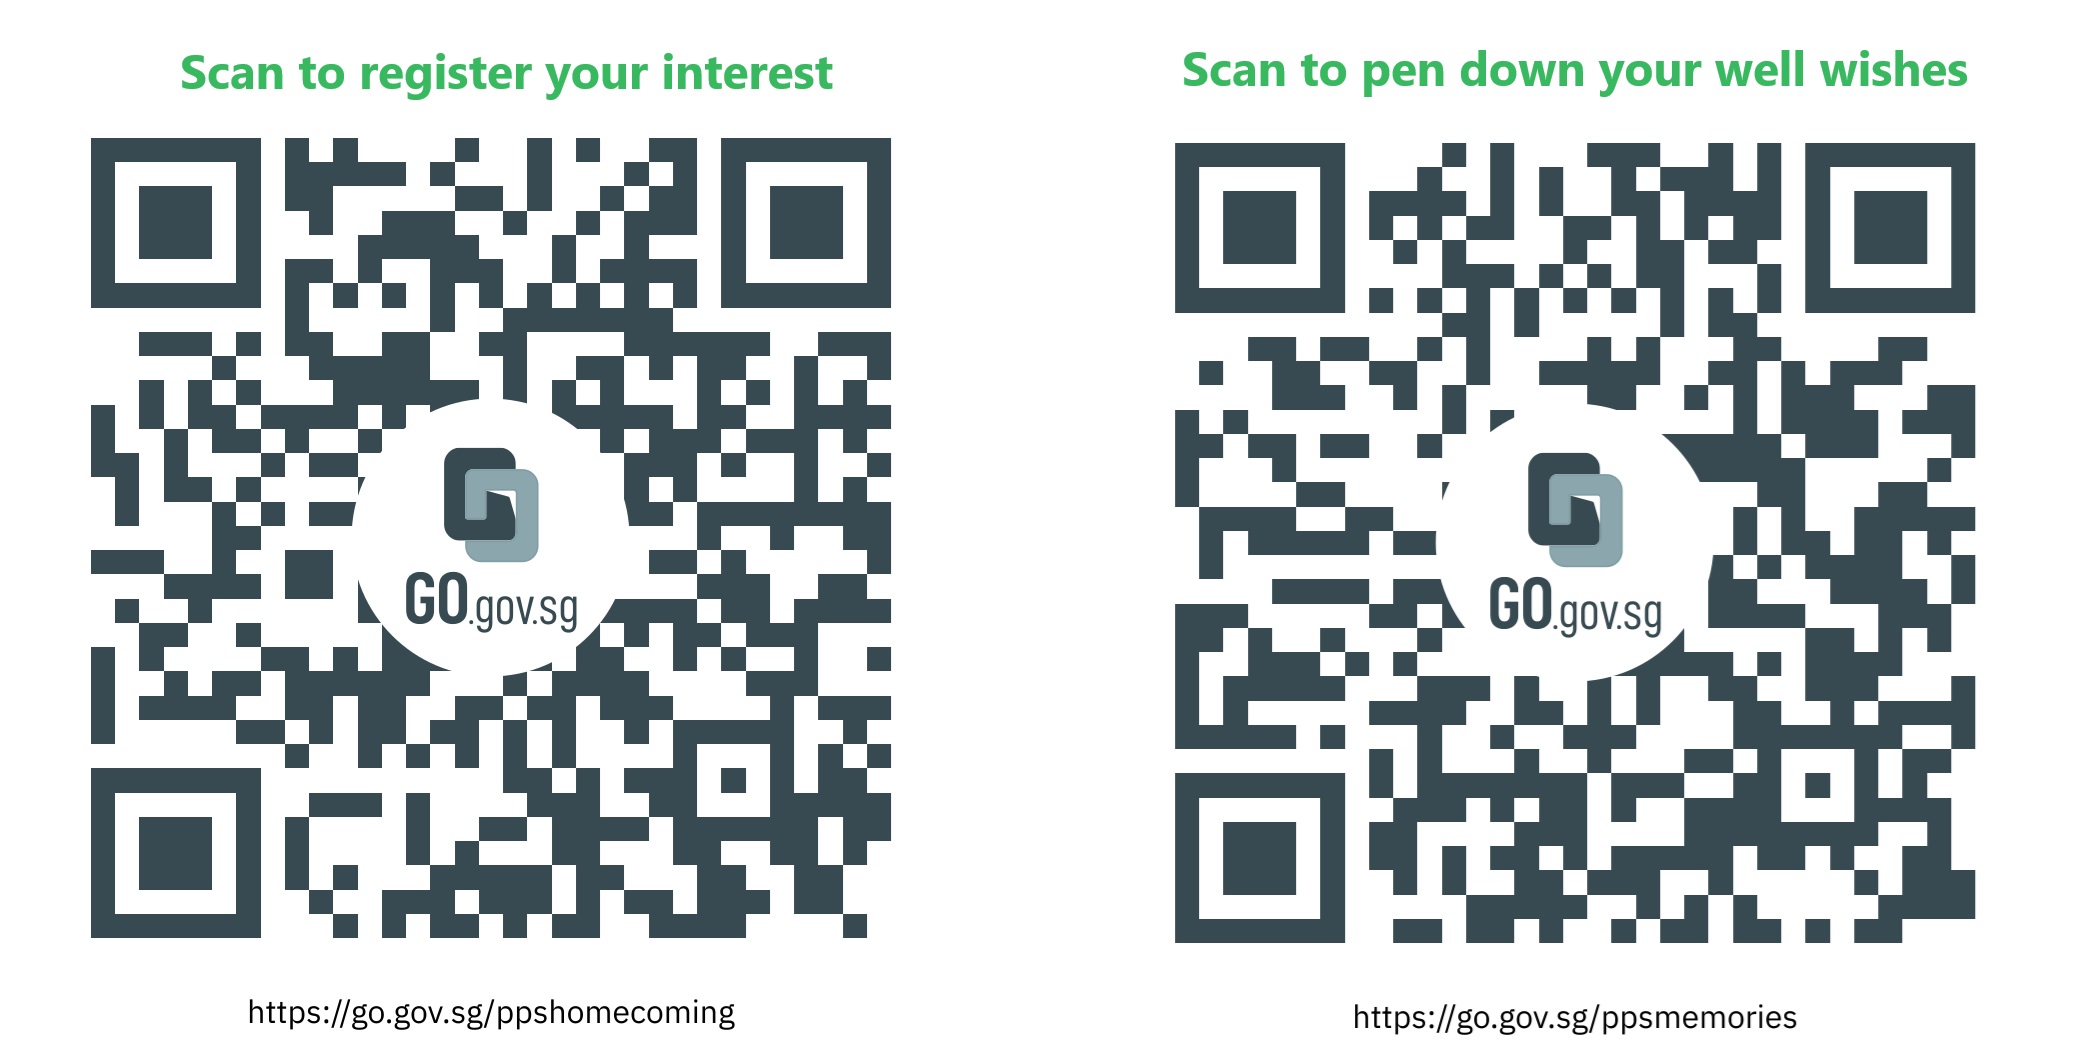 Scan to register your interest
GO.gov.sg
https://go.gov.sg/ppshomecoming
Scan to pen down your well wishes
GO.gov.sg
https://go.gov.sg/ppsmemories